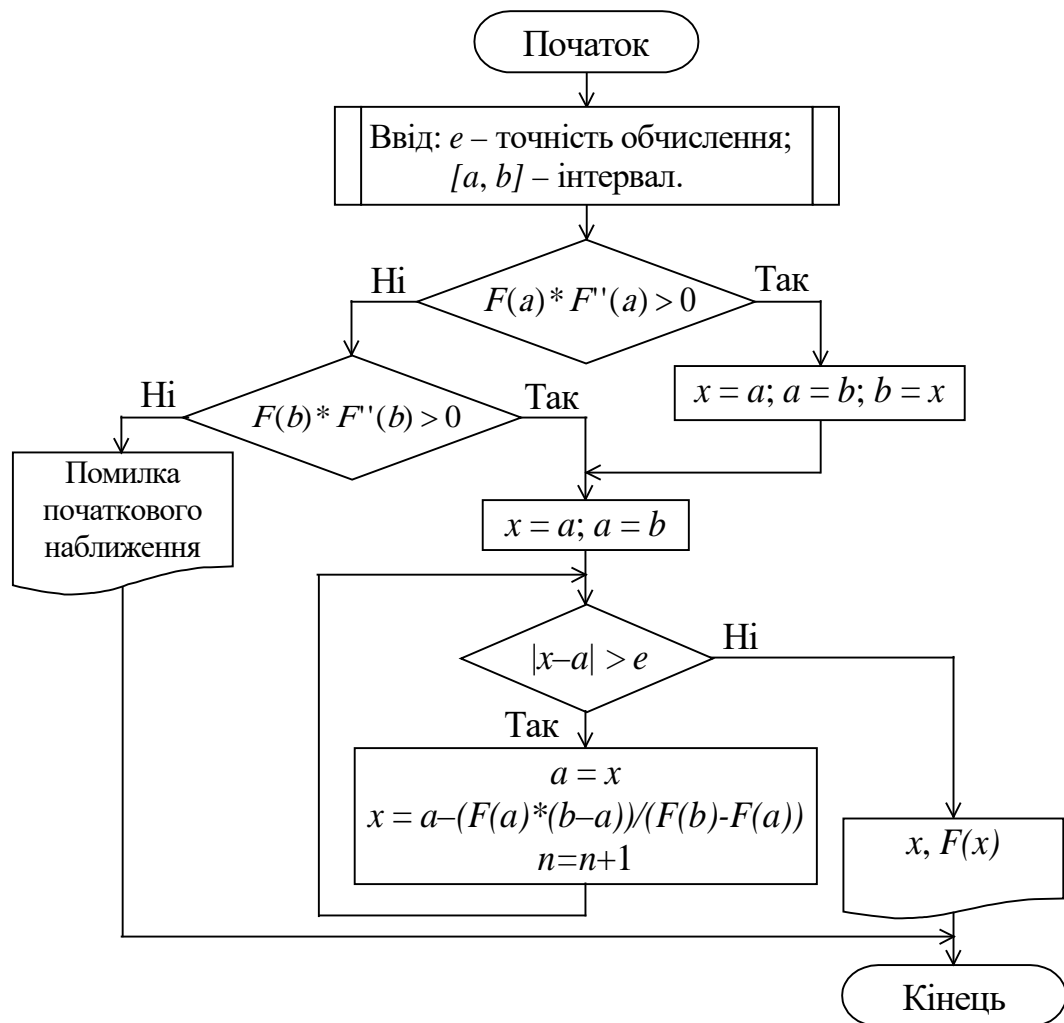 Початок
Ввід: e – точність обчислення;
[a, b] – інтервал.
Ні
Так
F(a)* F''(a) > 0
x = a; a = b; b = x
Ні
Так
F(b)* F''(b) > 0
Помилка
початкового
наближення
x = a; a = b
|x–a| > e
Ні
Так
a = x
x = a–(F(a)*(b–a))/(F(b)-F(a))
n=n+1
x, F(x)
Кінець